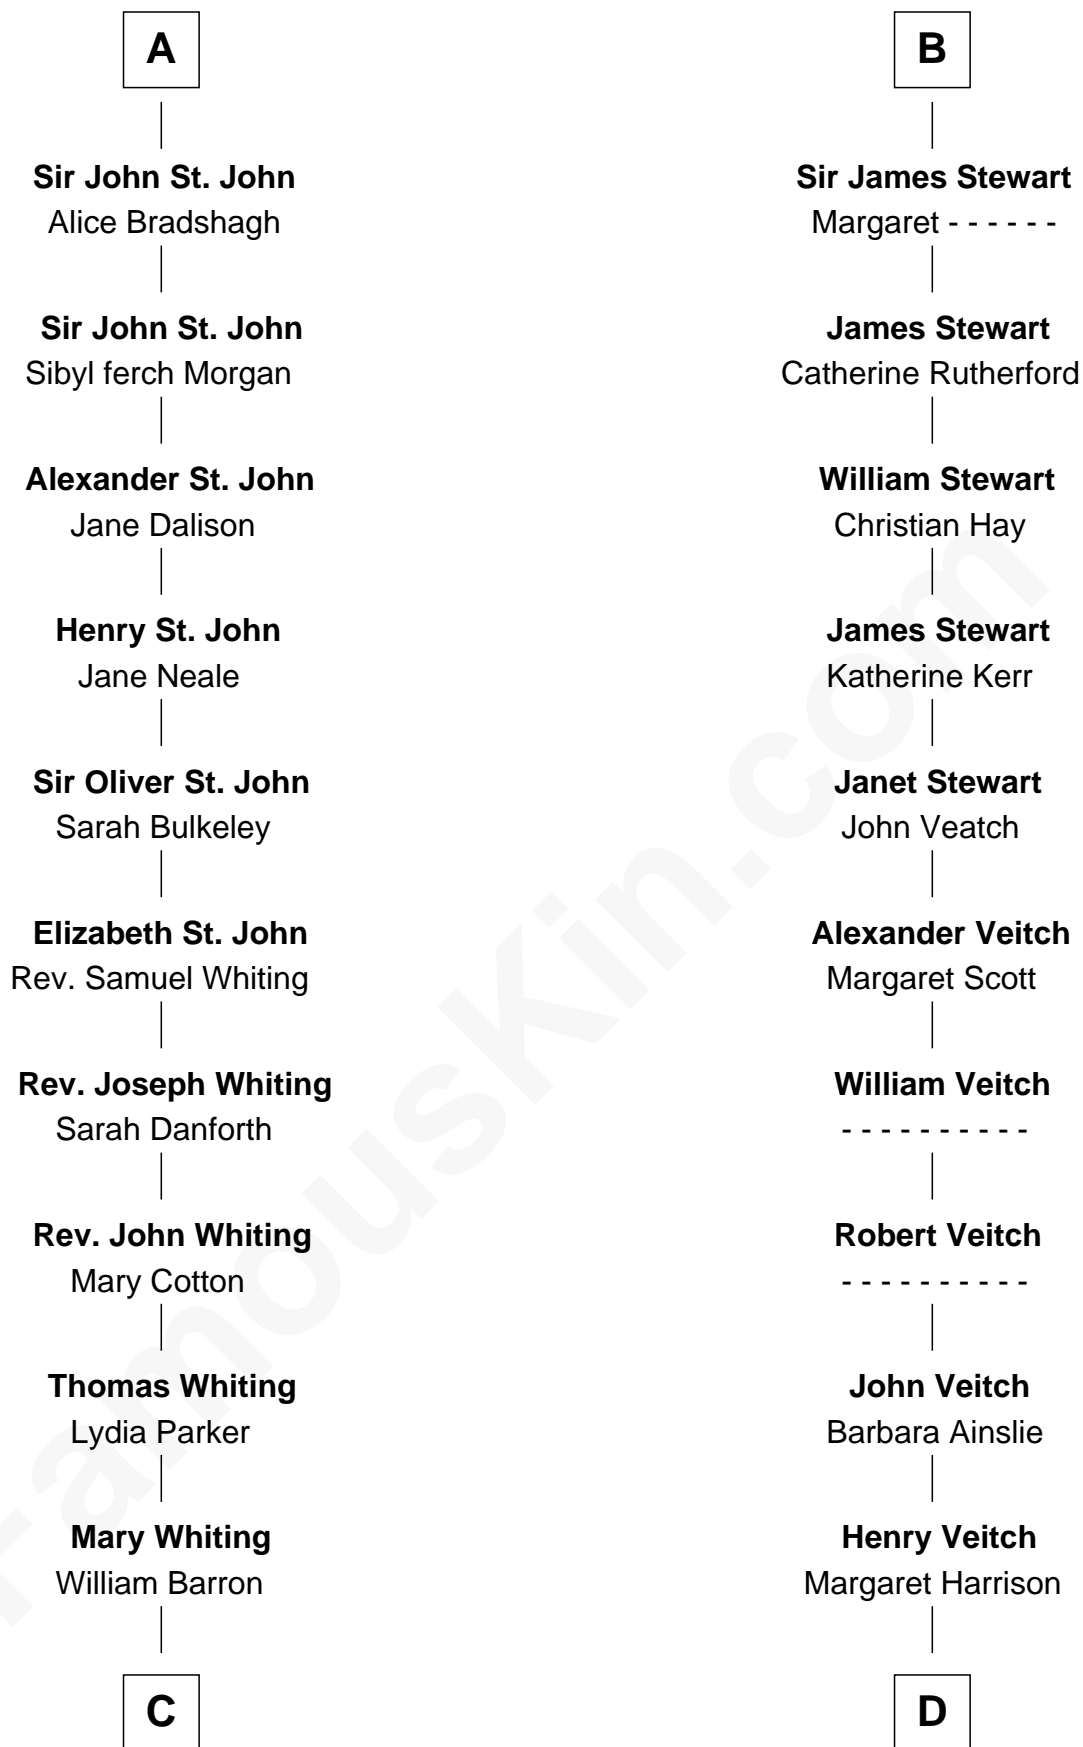 A
Sir John St. John
Alice Bradshagh
Sir John St. John
Sibyl ferch Morgan
Alexander St. John
Jane Dalison
Henry St. John
Jane Neale
Sir Oliver St. John
Sarah Bulkeley
Elizabeth St. John
Rev. Samuel Whiting
Rev. Joseph Whiting
Sarah Danforth
Rev. John Whiting
Mary Cotton
Thomas Whiting
Lydia Parker
Mary Whiting
William Barron
C
B
Sir James Stewart
Margaret - - - - - -
James Stewart
Catherine Rutherford
William Stewart
Christian Hay
James Stewart
Katherine Kerr
Janet Stewart
John Veatch
Alexander Veitch
Margaret Scott
William Veitch
- - - - - - - - - -
Robert Veitch
- - - - - - - - - -
John Veitch
Barbara Ainslie
Henry Veitch
Margaret Harrison
D
FamousKin.com